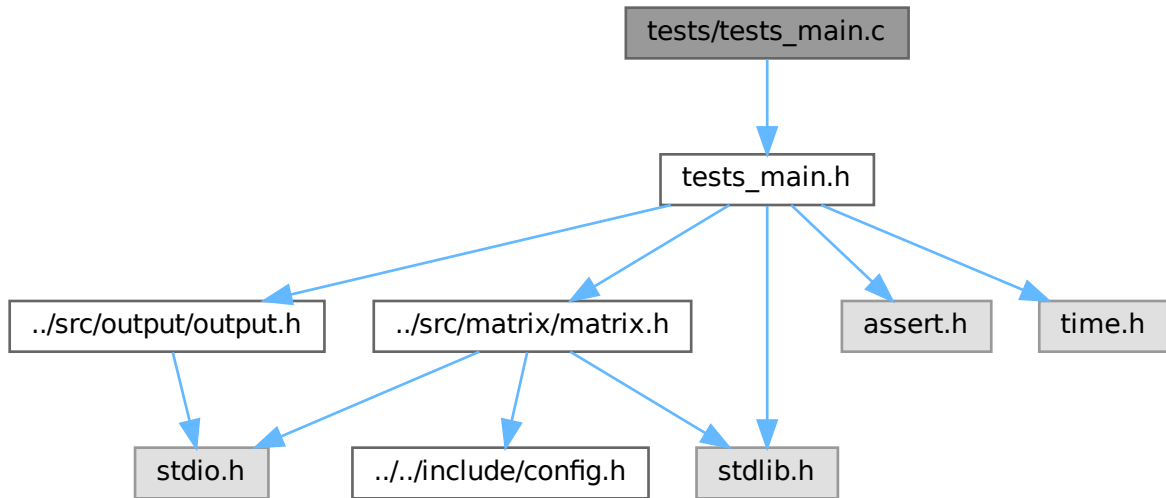 tests/tests_main.c
tests_main.h
../src/output/output.h
../src/matrix/matrix.h
assert.h
time.h
stdio.h
../../include/config.h
stdlib.h